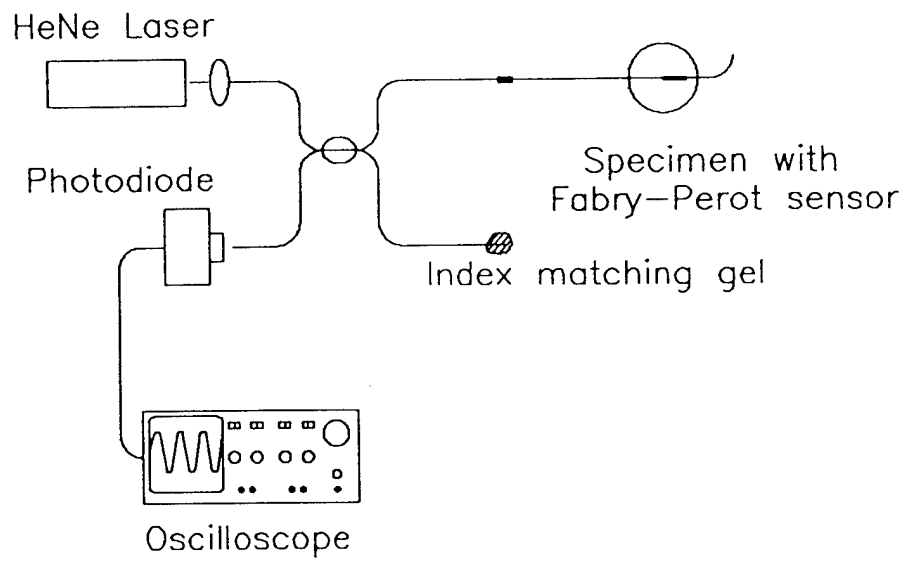 HeNe Laser
Photodiode
Specimen with
Fabry-Perot sensor
Index matching gel
Oscilloscope